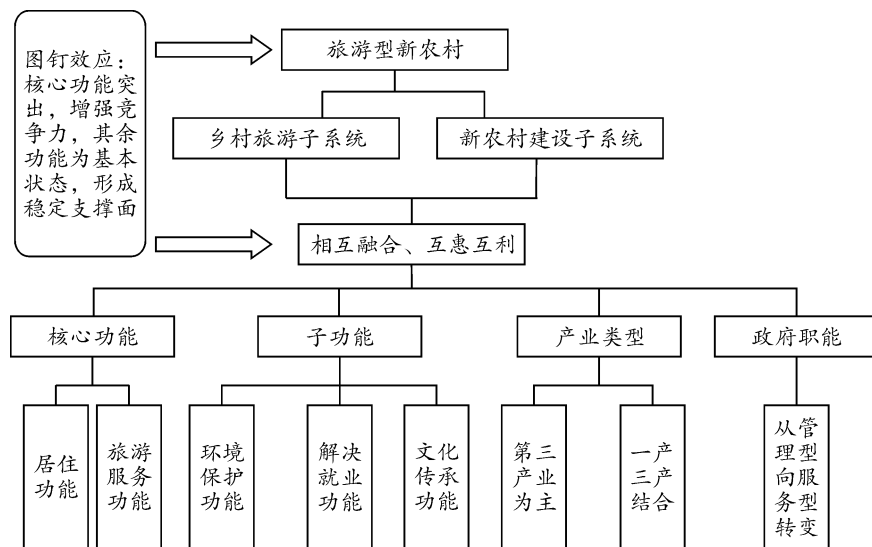 图钉效应：
核心功能突
出，增强竞
争力，其余
功能为基本
状态，形成
稳定支撑面
旅游型新农村
乡村旅游子系统
新农村建设子系统
相互融合、互惠互利
核心功能
子功能
产业类型
政府职能
居住
功能
旅游
服务
功能
环境
保护
功能
解决
就业
功能
文化
传承
功能
第三
产业
为主
一产
三产
结合
从管
理型
向服
务型
转变